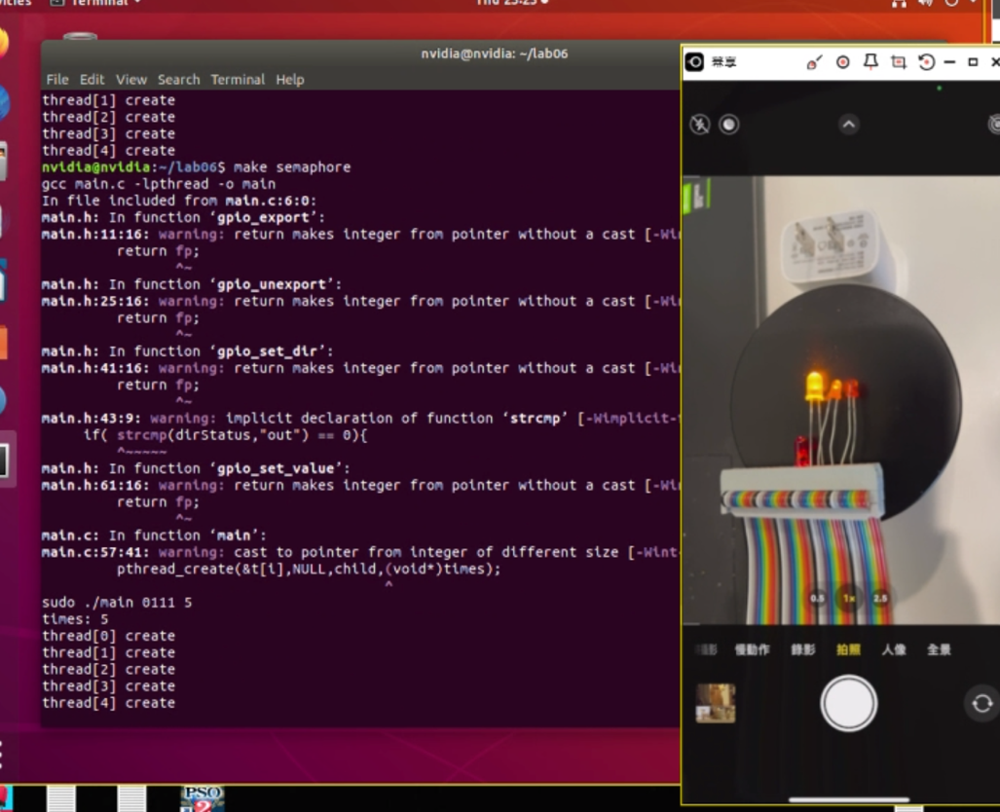 Terminal
Thu 23:23
nvidia@nvidia: ~/lab06
File Edit View Search Terminal Help
thread[1] create
thread[2] create
thread[3] create
thread[4] create
nvidia@nvidia:~/lab06$ make semaphore
gcc main.c -lpthread -o main
In file included from main.c:6:0:
main.h: In function ‘gpio_export’:
main.h:11:16: warning: return makes integer from pointer without a cast [-Win
return fp;
^~
main.h: In function ‘gpio_unexport’:
main.h:25:16: warning: return makes integer from pointer without a cast [-Wi
return fp;
^~
main.h: In function ‘gpio_set_dir’:
main.h:41:16: warning: return makes integer from pointer without a cast [-Wi
return fp;
^~
main.h:43:9: warning: implicit declaration of function ‘strcmp’ [-Wimplicit-
if( strcmp(dirStatus,"out") == 0){
^~~~~~
main.h: In function ‘gpio_set_value’:
main.h:61:16: warning: return makes integer from pointer without a cast [-Wi
return fp;
^~
main.c: In function ‘main’:
main.c:57:41: warning: cast to pointer from integer of different size [-Wint-
pthread_create(&t[i],NULL,child,(void*)times);
^
sudo ./main 0111 5
times: 5
thread[0] create
thread[1] create
thread[2] create
thread[3] create
thread[4] create
0.5 1x 2.5
慢動作 錄影 拍照 人像 全景
PSO
2